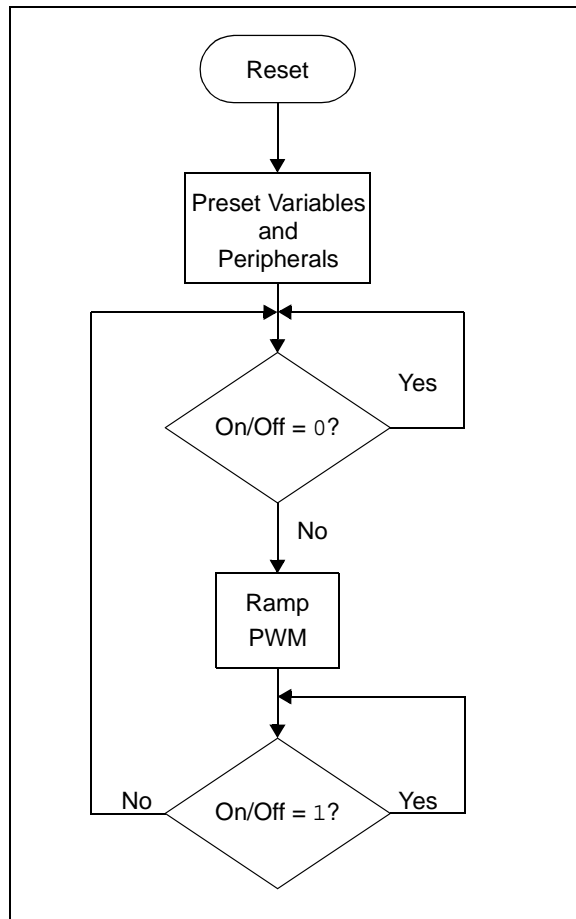 Reset
Preset Variables
and
Peripherals
Yes
On/Off = 0?
No
Ramp
PWM
No
On/Off = 1?
Yes